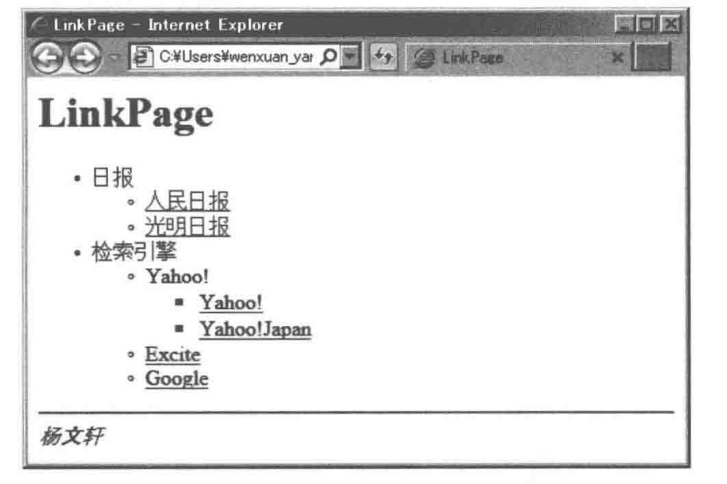 LinkPage - Internet Explorer
C:¥Users¥wenxuan_yar
LinkPage
LinkPage
日报
人民日报
光明日报
检索引擎
Yahoo!
Yahoo!
Yahoo!Japan
Excite
Google
杨文轩